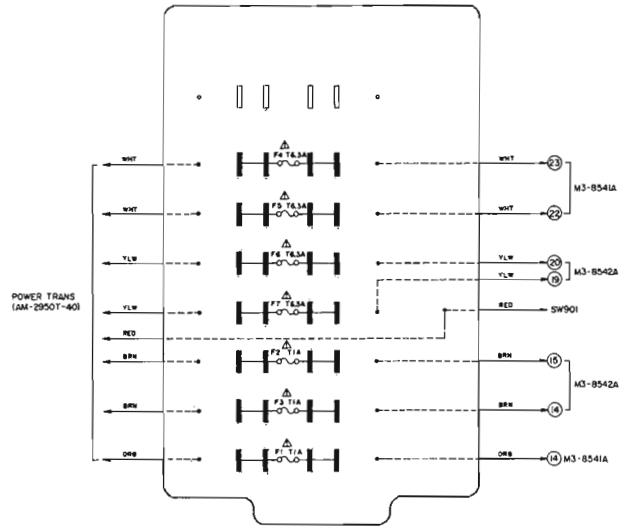 F4 T6.3A
WHT WHT 23
M3-8541A
F5 T6.3A
WHT WHT 22
F6 T6.3A
YLW YLW 20
M3-8542A
YLW 19
F7 T6.3A
POWER TRANS
(AM-2950T-40)
YLW RED SW901
RED
F2 T1A
BRN BRN 15
M3-8542A
F3 T1A
BRN BRN 14
F1 T1A
ORG ORG 14 M3-8541A